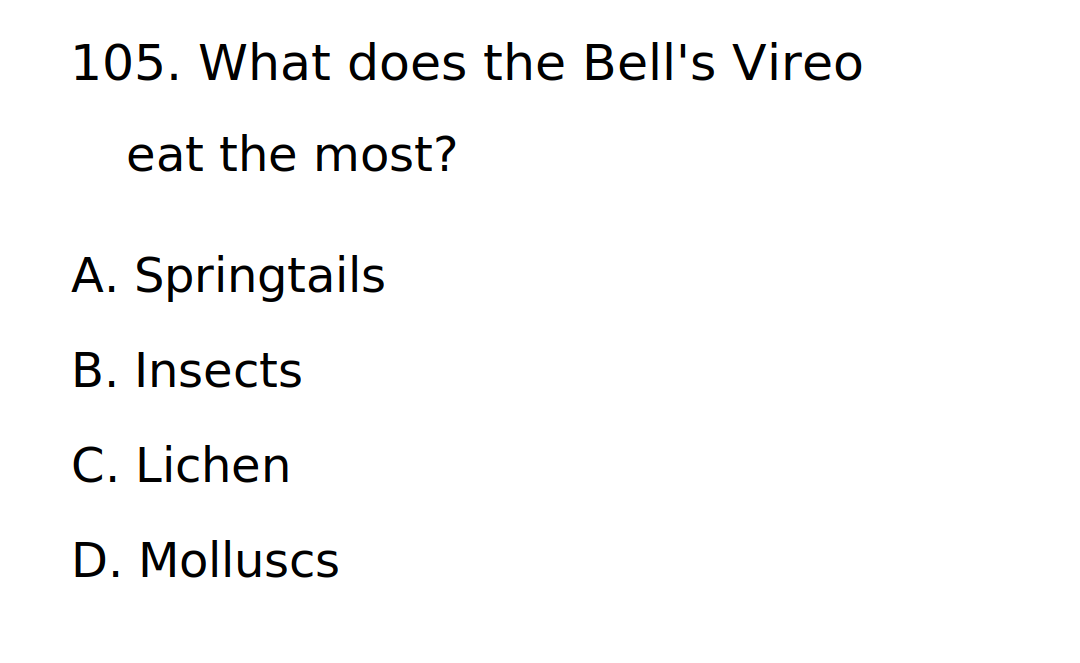 105. What does the Bell's Vireo
eat the most?
A. Springtails
B. Insects
C. Lichen
D. Molluscs